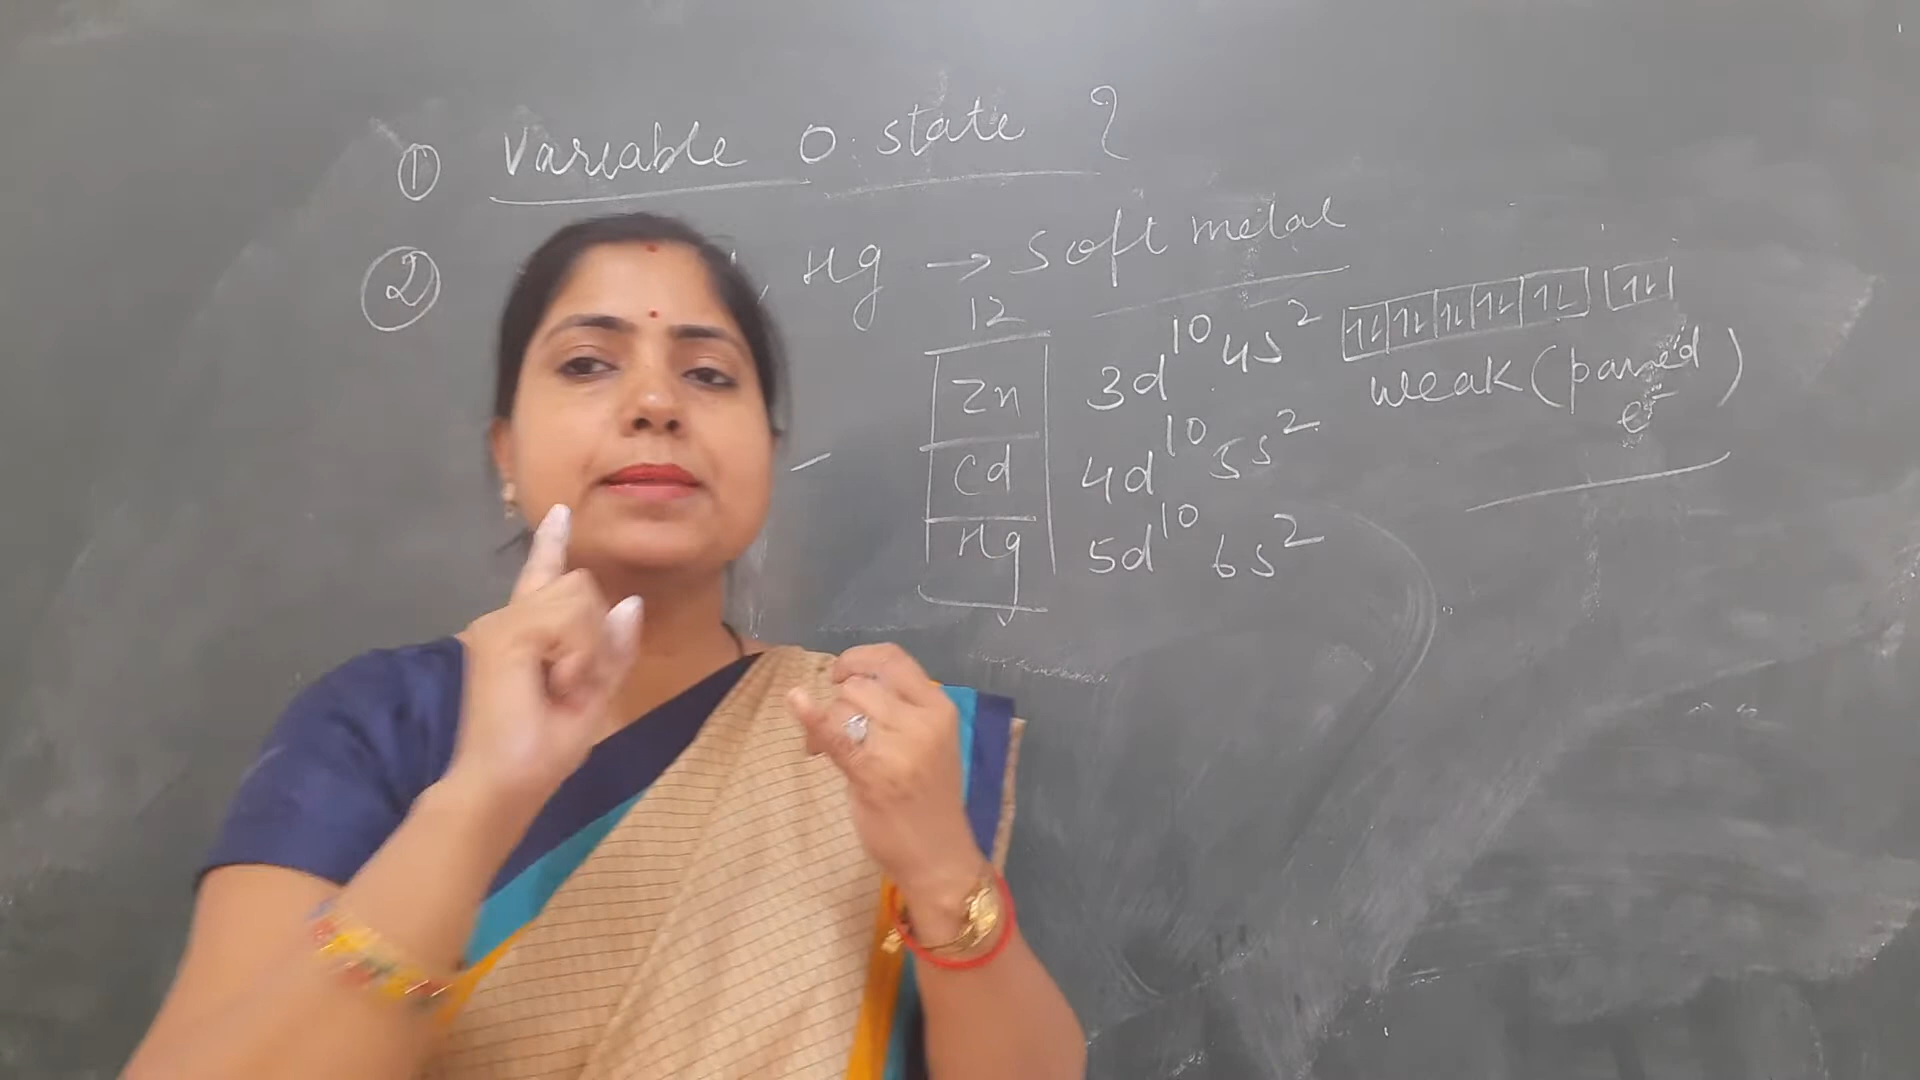 ① Variable O. state ?
② , Hg → Soft metal
12
Zn 3d¹⁰ 4s² ⥮⥮⥮⥮⥮ ⥮
weak (paired e⁻)
Cd 4d¹⁰ 5s²
Hg 5d¹⁰ 6s²